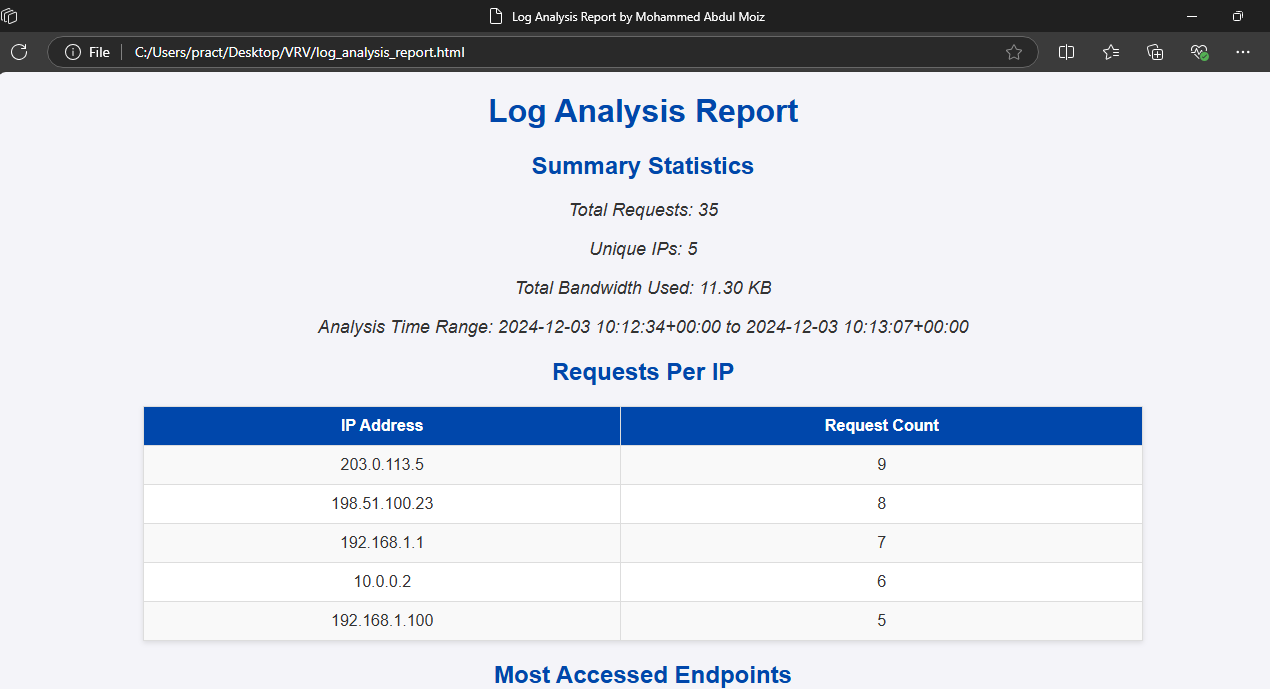 Log Analysis Report by Mohammed Abdul Moiz
File C:/Users/pract/Desktop/VRV/log_analysis_report.html
Log Analysis Report
Summary Statistics
Total Requests: 35
Unique IPs: 5
Total Bandwidth Used: 11.30 KB
Analysis Time Range: 2024-12-03 10:12:34+00:00 to 2024-12-03 10:13:07+00:00
Requests Per IP
IP Address Request Count
203.0.113.5 9
198.51.100.23 8
192.168.1.1 7
10.0.0.2 6
192.168.1.100 5
Most Accessed Endpoints